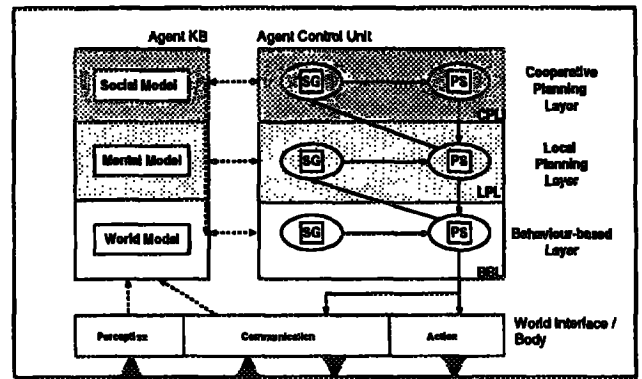 Agent KB
Agent Control Unit
Social Model
SG
PS
Cooperative
Planning
Layer
CPL
Mental Model
SG
PS
Local
Planning
Layer
LPL
World Model
SG
PS
Behaviour-based
Layer
BBL
World Interface /
Body
Perception
Communication
Action